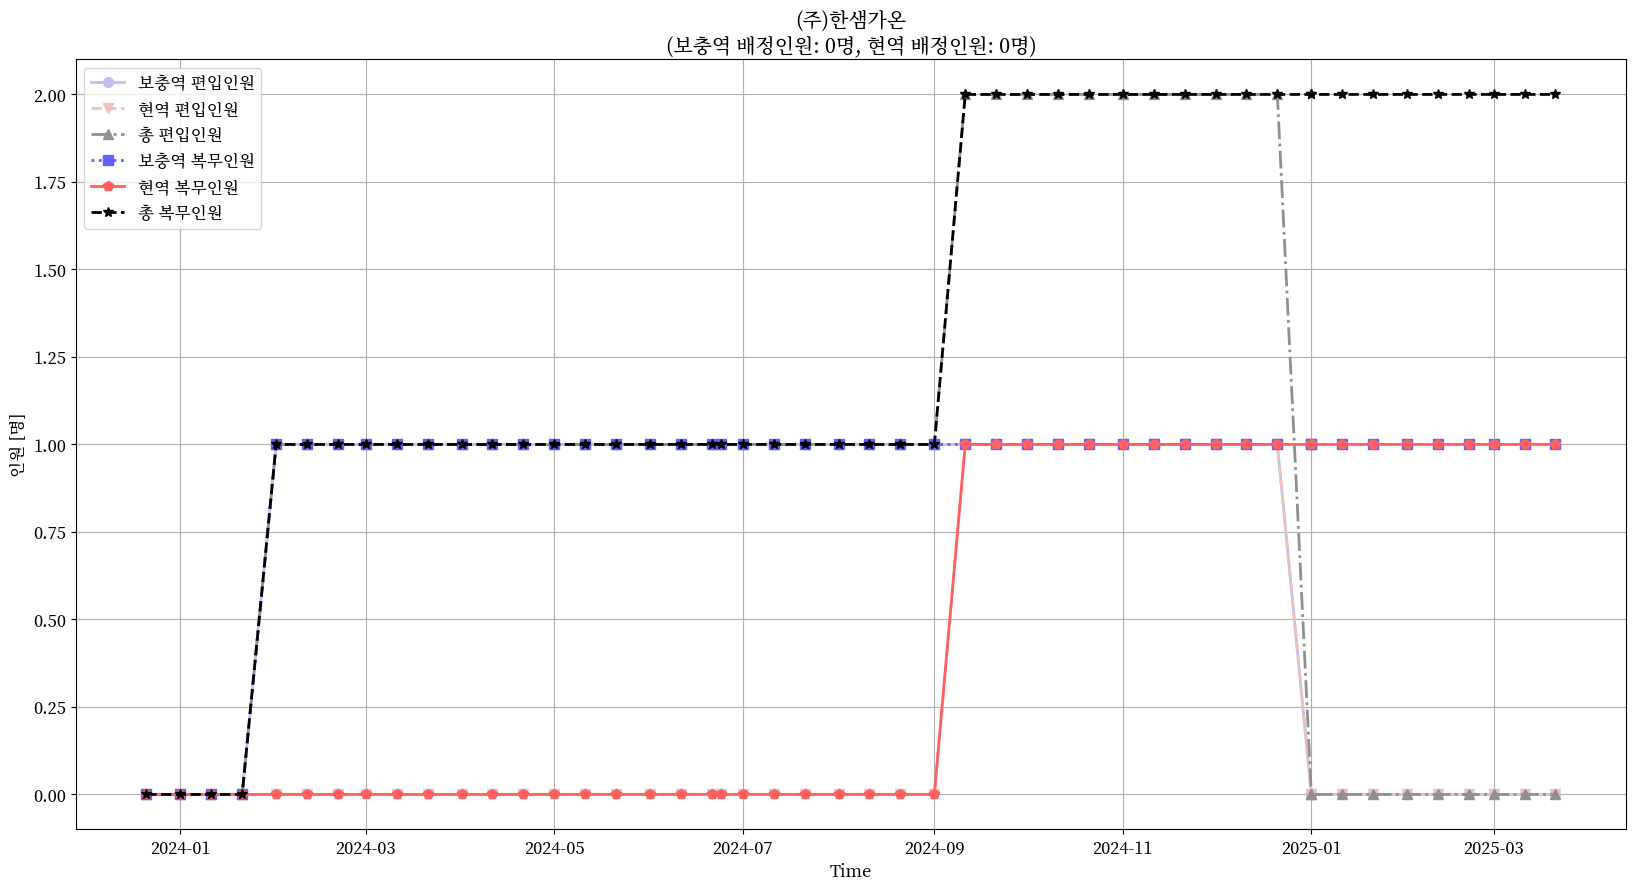 (주)한샘가온
(보충역 배정인원: 0명, 현역 배정인원: 0명)
보충역 편입인원
현역 편입인원
총 편입인원
보충역 복무인원
현역 복무인원
총 복무인원
인원 [명]
2.00
1.75
1.50
1.25
1.00
0.75
0.50
0.25
0.00
2024-01 2024-03 2024-05 2024-07 2024-09 2024-11 2025-01 2025-03
Time